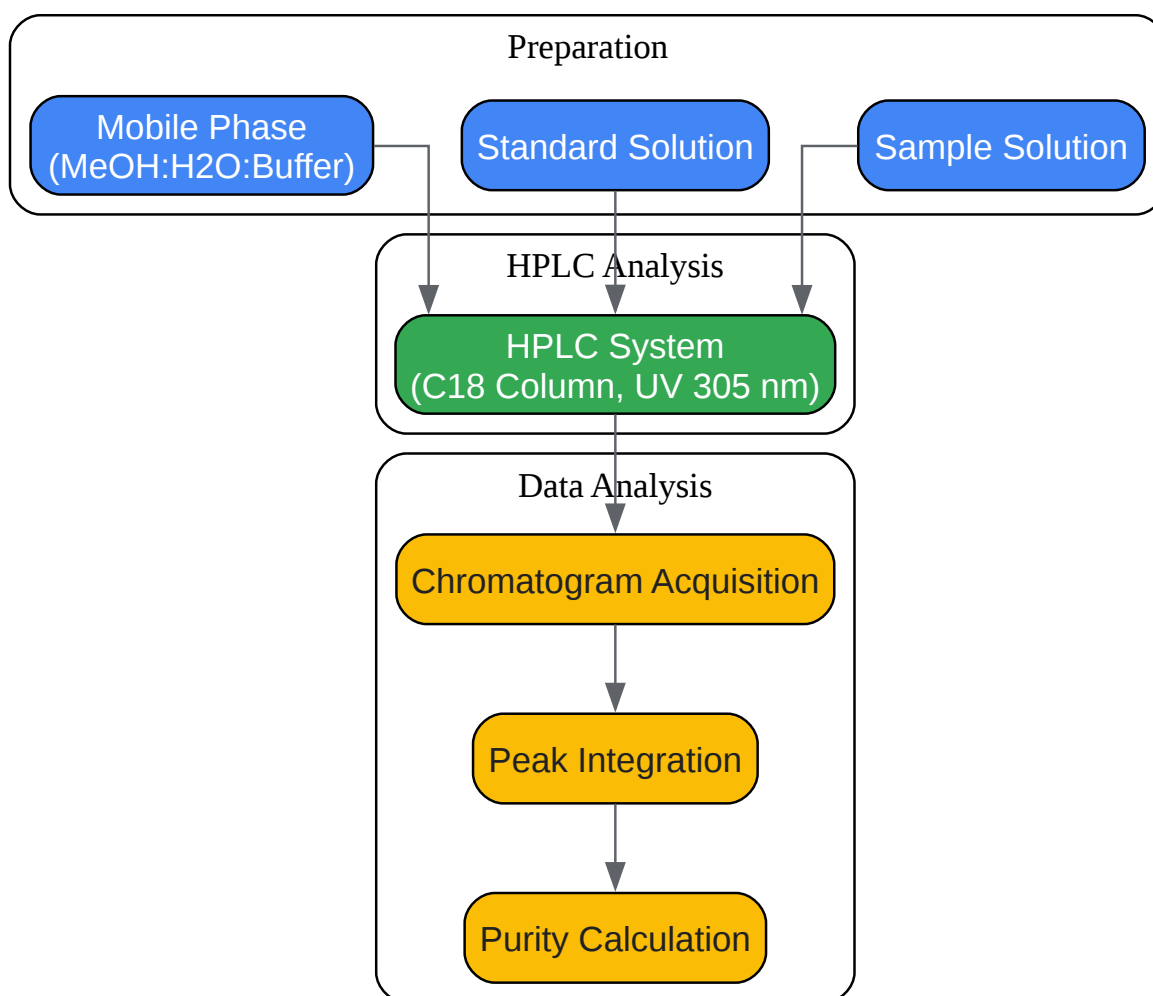 Preparation
Mobile Phase
(MeOH:H2O:Buffer)
Standard Solution
Sample Solution
HPLC Analysis
HPLC System
(C18 Column, UV 305 nm)
Data Analysis
Chromatogram Acquisition
Peak Integration
Purity Calculation